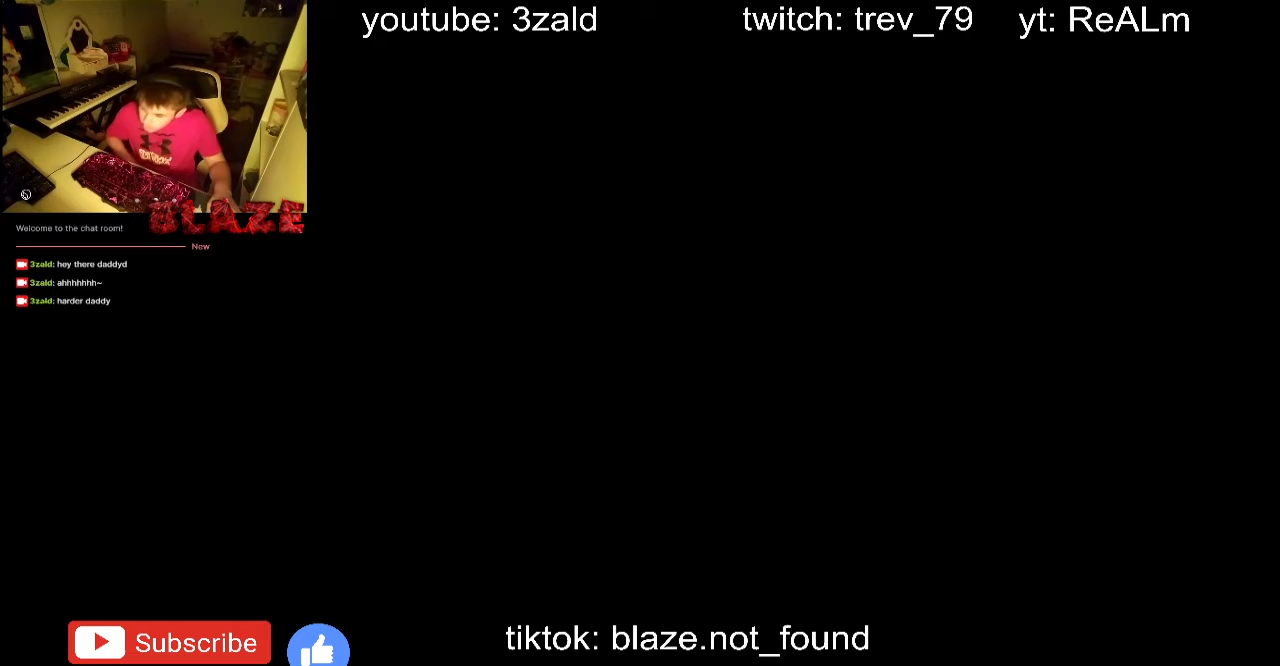 youtube: 3zald
twitch: trev_79
yt: ReALm
BLAZE
Welcome to the chat room!
New
3zald: hey there daddyd
3zald: ahhhhhhh~
3zald: harder daddy
Subscribe
tiktok: blaze.not_found